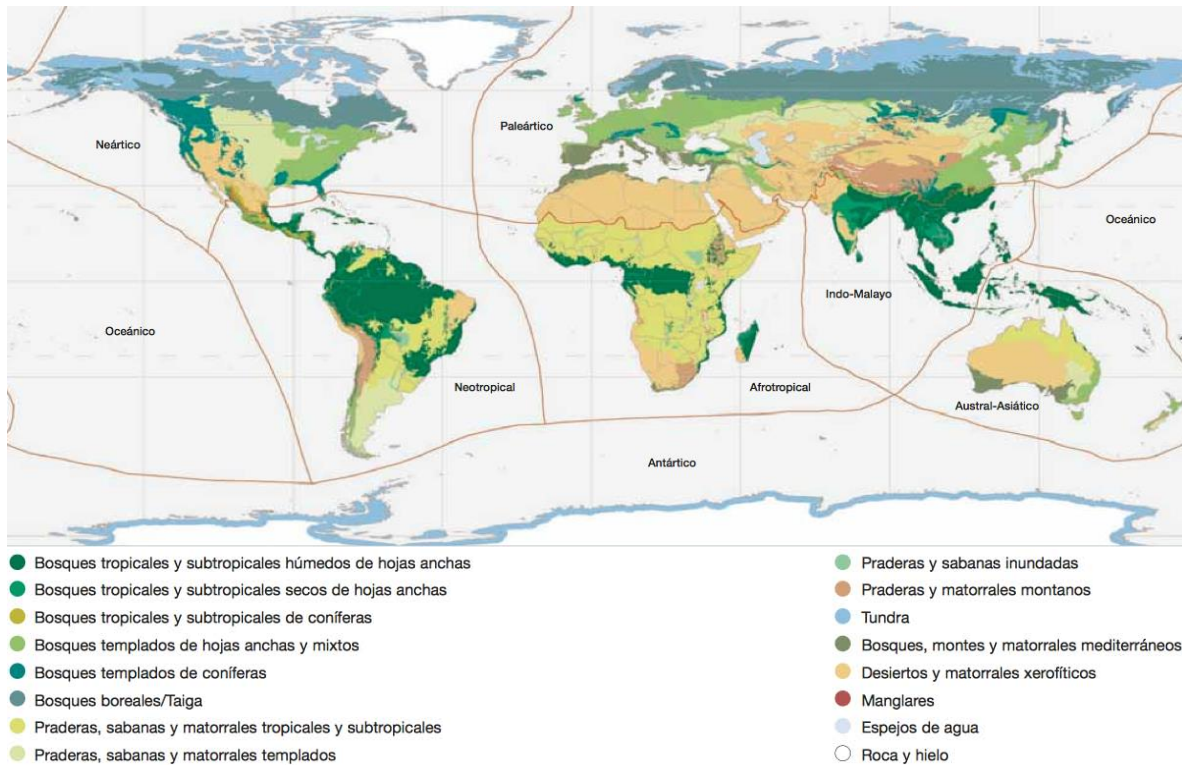 Neártico
Paleártico
Oceánico
Oceánico
Indo-Malayo
Neotropical
Afrotropical
Austral-Asiático
Antártico
Bosques tropicales y subtropicales húmedos de hojas anchas
Bosques tropicales y subtropicales secos de hojas anchas
Bosques tropicales y subtropicales de coníferas
Bosques templados de hojas anchas y mixtos
Bosques templados de coníferas
Bosques boreales/Taiga
Praderas, sabanas y matorrales tropicales y subtropicales
Praderas, sabanas y matorrales templados
Praderas y sabanas inundadas
Praderas y matorrales montanos
Tundra
Bosques, montes y matorrales mediterráneos
Desiertos y matorrales xerofíticos
Manglares
Espejos de agua
Roca y hielo